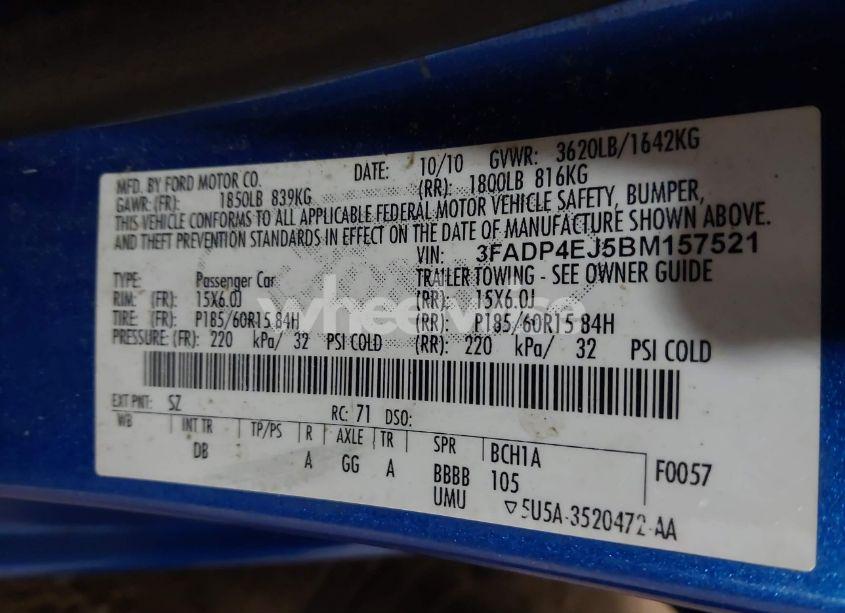 MFD. BY FORD MOTOR CO. DATE: 10/10 GVWR: 3620LB/1642KG
GAWR: (FR): 1850LB 839KG (RR): 1800LB 816KG
THIS VEHICLE CONFORMS TO ALL APPLICABLE FEDERAL MOTOR VEHICLE SAFETY, BUMPER,
AND THEFT PREVENTION STANDARDS IN EFFECT ON THE DATE OF MANUFACTURE SHOWN ABOVE.
VIN: 3FADP4EJ5BM157521
TYPE: Passenger Car TRAILER TOWING - SEE OWNER GUIDE
RIM: (FR): 15X6.0J (RR): 15X6.0J
TIRE: (FR): P185/60R15 84H (RR): P185/60R15 84H
PRESSURE: (FR): 220 kPa/ 32 PSI COLD (RR): 220 kPa/ 32 PSI COLD
wheelwise
EXT PNT: SZ RC: 71 DSO:
WB INT TR TP/PS R AXLE TR SPR BCH1A F0057
DB A GG A BBBB 105
UMU ▽5U5A-3520472-AA